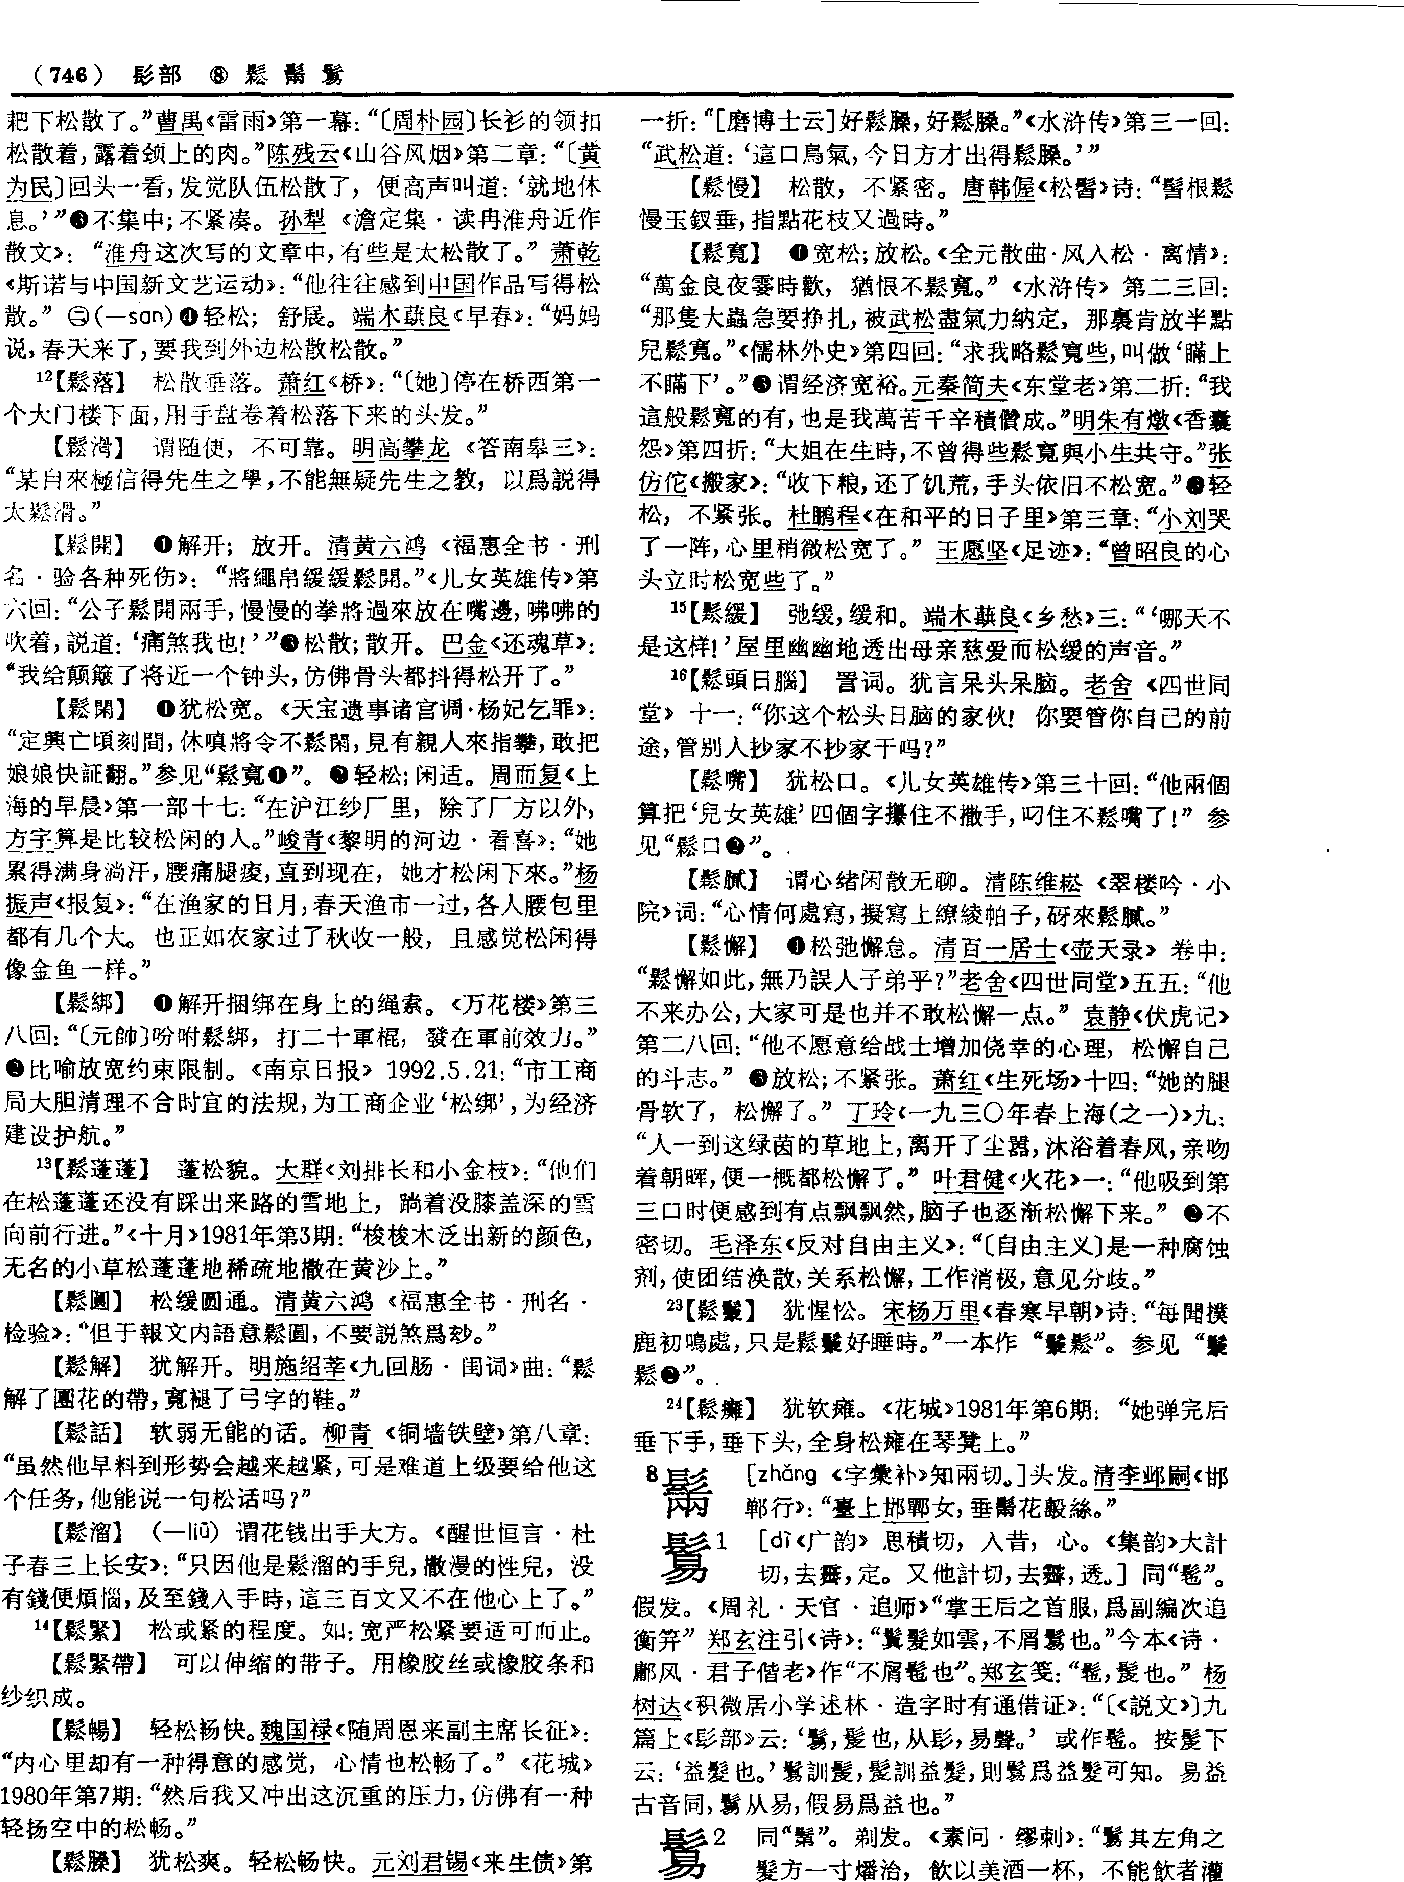 （746） 髟部 ⑧ 鬆 鬗 鬄
耙下松散了。”曹禺《雷雨》第一幕：“〔周朴园〕长衫的领扣
松散着，露着颈上的肉。”陈残云《山谷风烟》第二章：“〔黄
为民〕回头一看，发觉队伍松散了，便高声叫道：‘就地休
息。’”❸不集中；不紧凑。孙犁《澹定集·读冉淮舟近作
散文》：“淮舟这次写的文章中，有些是太松散了。”萧乾
《斯诺与中国新文艺运动》：“他往往感到中国作品写得松
散。”㊁（—san）❹轻松；舒展。端木蕻良《早春》：“妈妈
说，春天来了，要我到外边松散松散。”
12【鬆落】 松散垂落。萧红《桥》：“〔她〕停在桥西第一
个大门楼下面，用手盘卷着松落下来的头发。”
【鬆滑】 谓随便，不可靠。明高攀龙《答南皋三》：
“某自來極信得先生之學，不能無疑先生之教，以爲説得
太鬆滑。”
【鬆開】 ❶解开；放开。清黄六鸿《福惠全书·刑
名·验各种死伤》：“將繩帛緩緩鬆開。”《儿女英雄传》第
六回：“公子鬆開兩手，慢慢的拳將過來放在嘴邊，咈咈的
吹着，説道：‘痛煞我也！’”❷松散；散开。巴金《还魂草》：
“我给颠簸了将近一个钟头，仿佛骨头都抖得松开了。”
【鬆閑】 ❶犹松宽。《天宝遗事诸宫调·杨妃乞罪》：
“定興亡頃刻間，休嗔將令不鬆閑，見有親人來指攀，敢把
娘娘快証翻。”参见“鬆寬❶”。❷轻松；闲适。周而复《上
海的早晨》第一部十七：“在沪江纱厂里，除了厂方以外，
方宇算是比较松闲的人。”峻青《黎明的河边·看喜》：“她
累得满身淌汗，腰痛腿痠，直到现在，她才松闲下來。”杨
振声《报复》：“在渔家的日月，春天渔市一过，各人腰包里
都有几个大。也正如农家过了秋收一般，且感觉松闲得
像金鱼一样。”
【鬆綁】 ❶解开捆绑在身上的绳索。《万花楼》第三
八回：“〔元帥〕吩咐鬆綁，打二十軍棍，發在軍前效力。”
❷比喻放宽约束限制。《南京日报》1992.5.21：“市工商
局大胆清理不合时宜的法规，为工商企业‘松绑’，为经济
建设护航。”
13【鬆蓬蓬】 蓬松貌。大群《刘排长和小金枝》：“他们
在松蓬蓬还没有踩出来路的雪地上，蹚着没膝盖深的雪
向前行进。”《十月》1981年第3期：“梭梭木泛出新的颜色，
无名的小草松蓬蓬地稀疏地撒在黄沙上。”
【鬆圓】 松缓圆通。清黄六鸿《福惠全书·刑名·
检验》：“但于報文内語意鬆圓，不要説煞爲妙。”
【鬆解】 犹解开。明施绍莘《九回肠·闺词》曲：“鬆
解了團花的帶，寬褪了弓字的鞋。”
【鬆話】 软弱无能的话。柳青《铜墙铁壁》第八章：
“虽然他早料到形势会越来越紧，可是难道上级要给他这
个任务，他能说一句松话吗？”
【鬆溜】（—liū） 谓花钱出手大方。《醒世恒言·杜
子春三上长安》：“只因他是鬆溜的手兒，撒漫的性兒，没
有錢便煩惱，及至錢入手時，這三百文又不在他心上了。”
14【鬆緊】 松或紧的程度。如：宽严松紧要适可而止。
【鬆緊帶】 可以伸缩的带子。用橡胶丝或橡胶条和
纱织成。
【鬆暢】 轻松畅快。魏国禄《随周恩来副主席长征》：
“内心里却有一种得意的感觉，心情也松畅了。”《花城》
1980年第7期：“然后我又冲出这沉重的压力，仿佛有一种
轻扬空中的松畅。”
【鬆臊】 犹松爽。轻松畅快。元刘君锡《来生债》第
一折：“[磨博士云]好鬆臊，好鬆臊。”《水浒传》第三一回：
“武松道：‘這口鳥氣，今日方才出得鬆臊。’”
【鬆慢】 松散，不紧密。唐韩偓《松髻》诗：“髻根鬆
慢玉釵垂，指點花枝又過時。”
【鬆寬】 ❶宽松；放松。《全元散曲·风入松·离情》：
“萬金良夜霎時歡，猶恨不鬆寬。”《水浒传》第二三回：
“那隻大蟲急要挣扎，被武松盡氣力納定，那裏肯放半點
兒鬆寬。”《儒林外史》第四回：“求我略鬆寬些，叫做‘瞞上
不瞞下’。”❷谓经济宽裕。元秦简夫《东堂老》第二折：“我
這般鬆寬的有，也是我萬苦千辛積儹成。”明朱有燉《香囊
怨》第四折：“大姐在生時，不曾得些鬆寬與小生共守。”张
仿佗《搬家》：“收下粮，还了饥荒，手头依旧不松宽。”❸轻
松，不紧张。杜鹏程《在和平的日子里》第三章：“小刘哭
了一阵，心里稍微松宽了。”王愿坚《足迹》：“曾昭良的心
头立时松宽些了。”
15【鬆緩】 弛缓，缓和。端木蕻良《乡愁》三：“‘哪天不
是这样！’屋里幽幽地透出母亲慈爱而松缓的声音。”
16【鬆頭日腦】 詈词。犹言呆头呆脑。老舍《四世同
堂》十一：“你这个松头日脑的家伙！你要管你自己的前
途，管别人抄家不抄家干吗？”
【鬆嘴】 犹松口。《儿女英雄传》第三十回：“他兩個
算把‘兒女英雄’四個字攥住不撒手，叼住不鬆嘴了！”参
见“鬆口❷”。
【鬆膩】 谓心绪闲散无聊。清陈维崧《翠楼吟·小
院》词：“心情何處寫，擬寫上繚綾帕子，砑來鬆膩。”
【鬆懈】 ❶松弛懈怠。清百一居士《壶天录》卷中：
“鬆懈如此，無乃誤人子弟乎？”老舍《四世同堂》五五：“他
不来办公，大家可是也并不敢松懈一点。”袁静《伏虎记》
第二八回：“他不愿意给战士增加侥幸的心理，松懈自己
的斗志。”❷放松；不紧张。萧红《生死场》十四：“她的腿
骨软了，松懈了。”丁玲《一九三〇年春上海（之一）》九：
“人一到这绿茵的草地上，离开了尘嚣，沐浴着春风，亲吻
着朝晖，便一概都松懈了。”叶君健《火花》一：“他吸到第
三口时便感到有点飘飘然，脑子也逐渐松懈下来。”❸不
密切。毛泽东《反对自由主义》：“〔自由主义〕是一种腐蚀
剂，使团结涣散，关系松懈，工作消极，意见分歧。”
23【鬆鬟】 犹惺忪。宋杨万里《春寒早朝》诗：“每聞撲
鹿初鳴處，只是鬆鬟好睡時。”一本作“鬟鬆”。参见“鬟
鬆❷”。
24【鬆癱】 犹软瘫。《花城》1981年第6期：“她弹完后
垂下手，垂下头，全身松瘫在琴凳上。”
8 鬗 [zhǎng《字彙补》知兩切。]头发。清李邺嗣《邯
郸行》：“臺上邯鄲女，垂鬗花毅絲。”
鬄1 [dì《广韵》思積切，入昔，心。《集韵》大計
切，去霽，定。又他計切，去霽，透。] 同“髢”。
假发。《周礼·天官·追师》“掌王后之首服，爲副編次追
衡笄”郑玄注引《诗》：“鬒髮如雲，不屑鬄也。”今本《诗·
鄘风·君子偕老》作“不屑髢也”。郑玄笺：“髢，髲也。”杨
树达《积微居小学述林·造字时有通借证》：“〔《説文》〕九
篇上《髟部》云：‘鬄，髲也，从髟，易聲。’或作髢。按髲下
云：‘益髮也。’鬄訓髲，髲訓益髮，則鬄爲益髮可知。易益
古音同，鬄从易，假易爲益也。”
鬄2 同“鬀”。剃发。《素问·缪刺》：“鬄其左角之
髮方一寸燔治，飲以美酒一杯，不能飲者灌